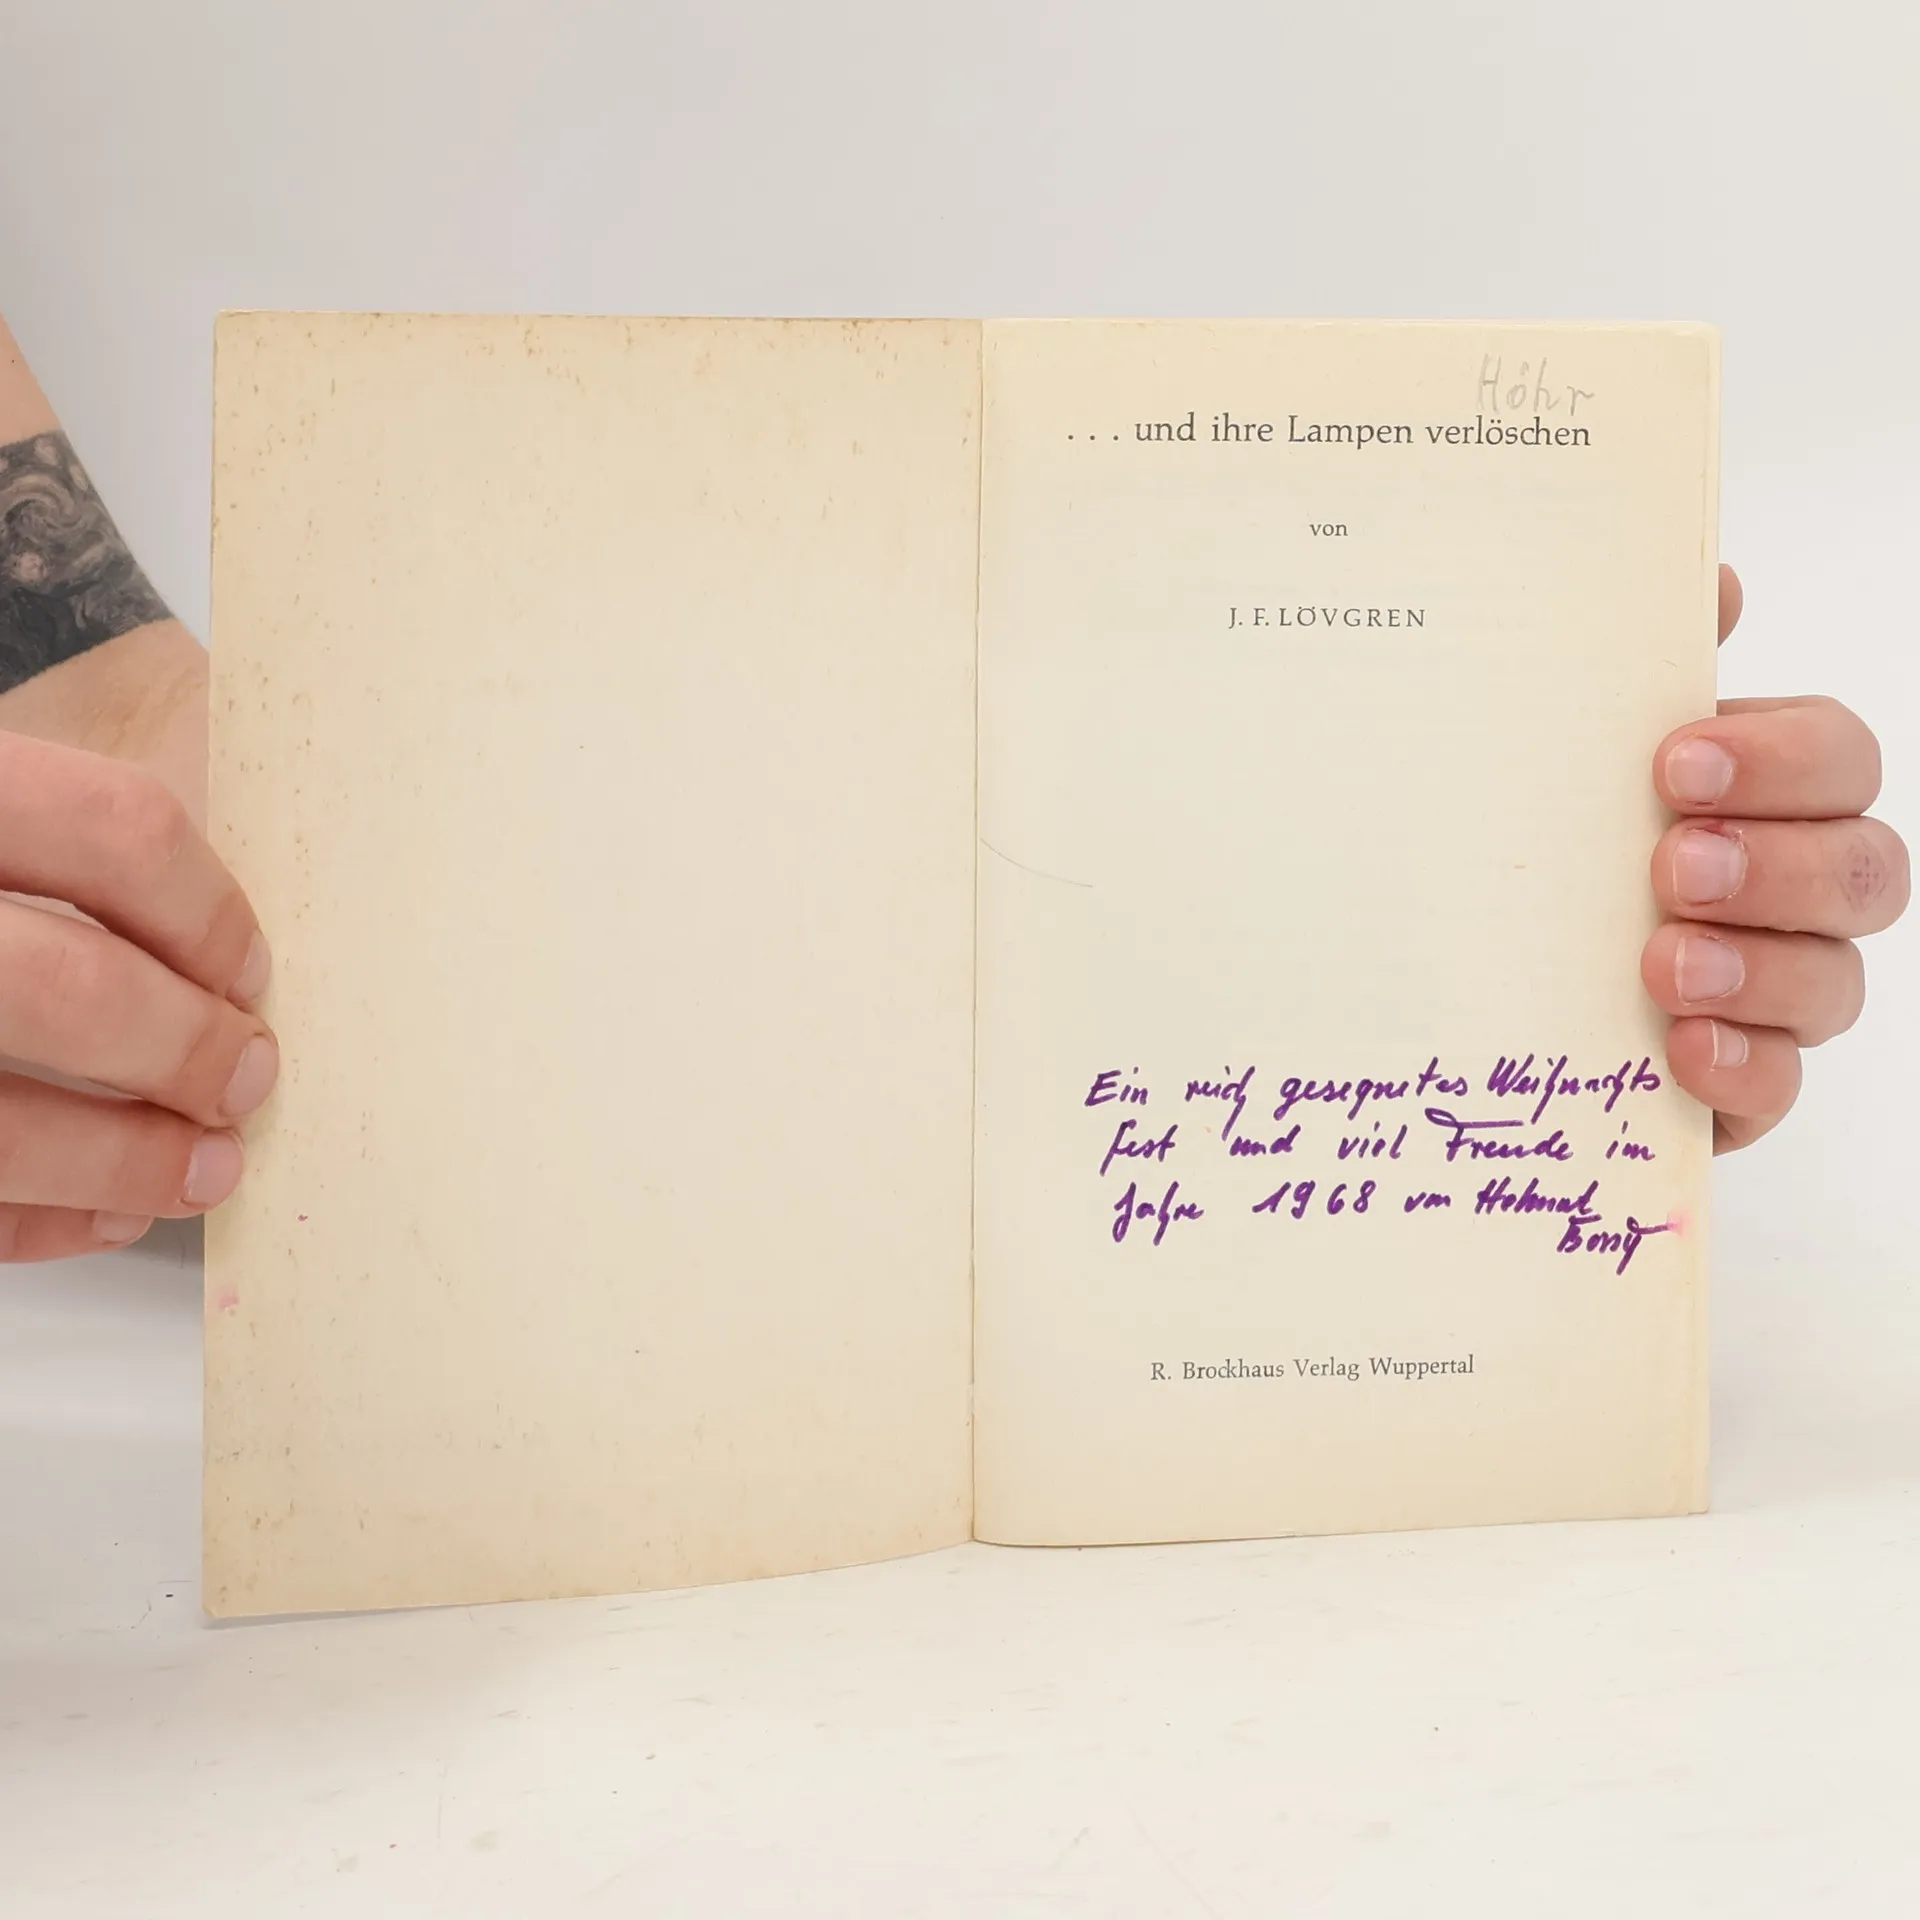 Höhr
. . . und ihre Lampen verlöschen
von
J. F. LÖVGREN
Ein reich gesegnetes Weihnachts
fest und viel Freude im
Jahre 1968 von Helmut
R. Brockhaus Verlag Wuppertal